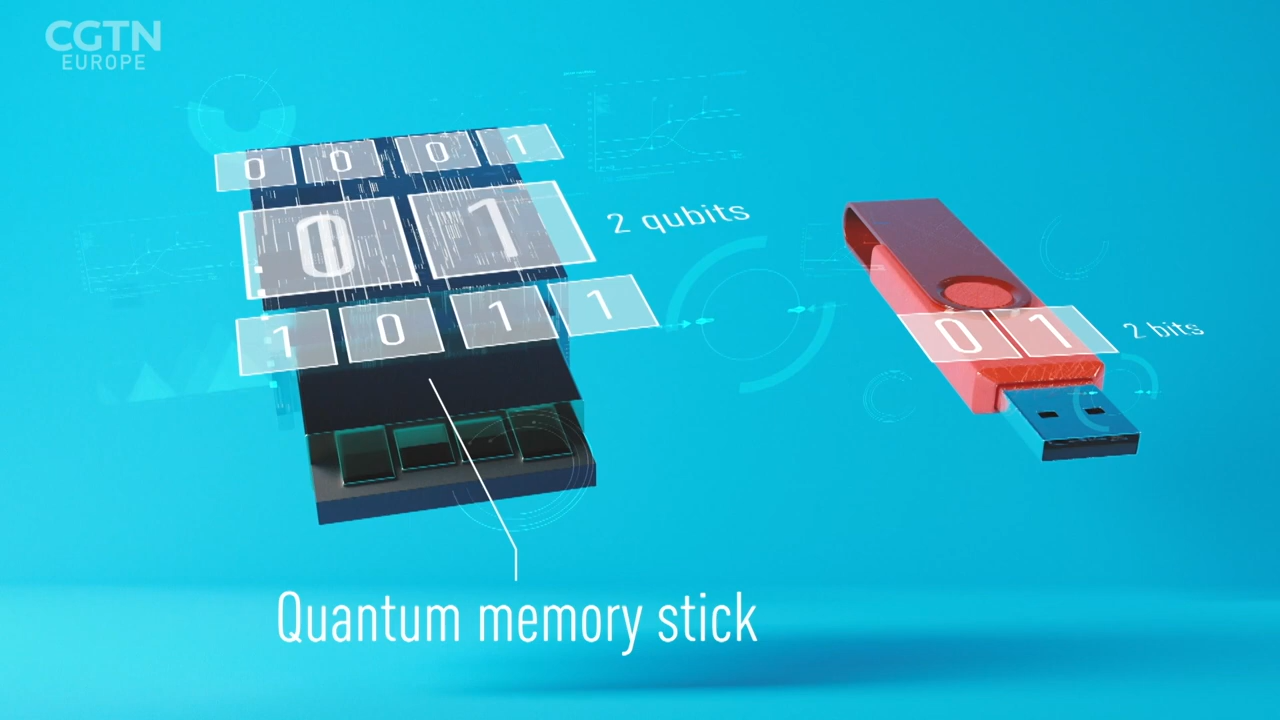 CGTN
EUROPE
0 0 0 1
0 1
2 qubits
1 0 1 1 1
0 1
2 bits
Quantum memory stick